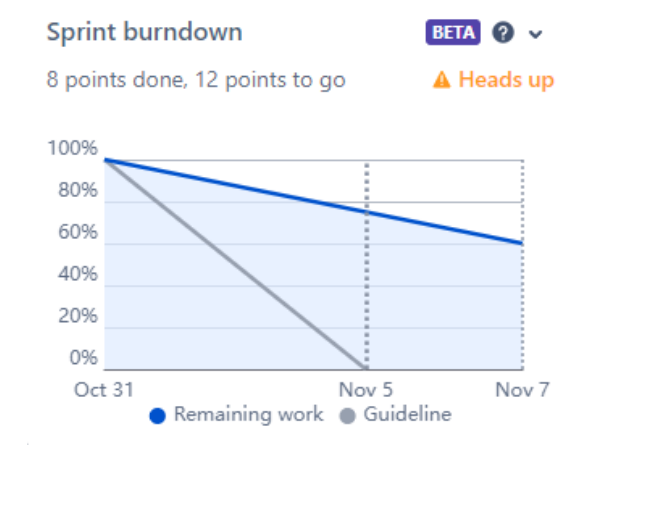 Sprint burndown BETA ?
8 points done, 12 points to go Heads up
100%
80%
60%
40%
20%
0%
Oct 31 Nov 5 Nov 7
Remaining work Guideline